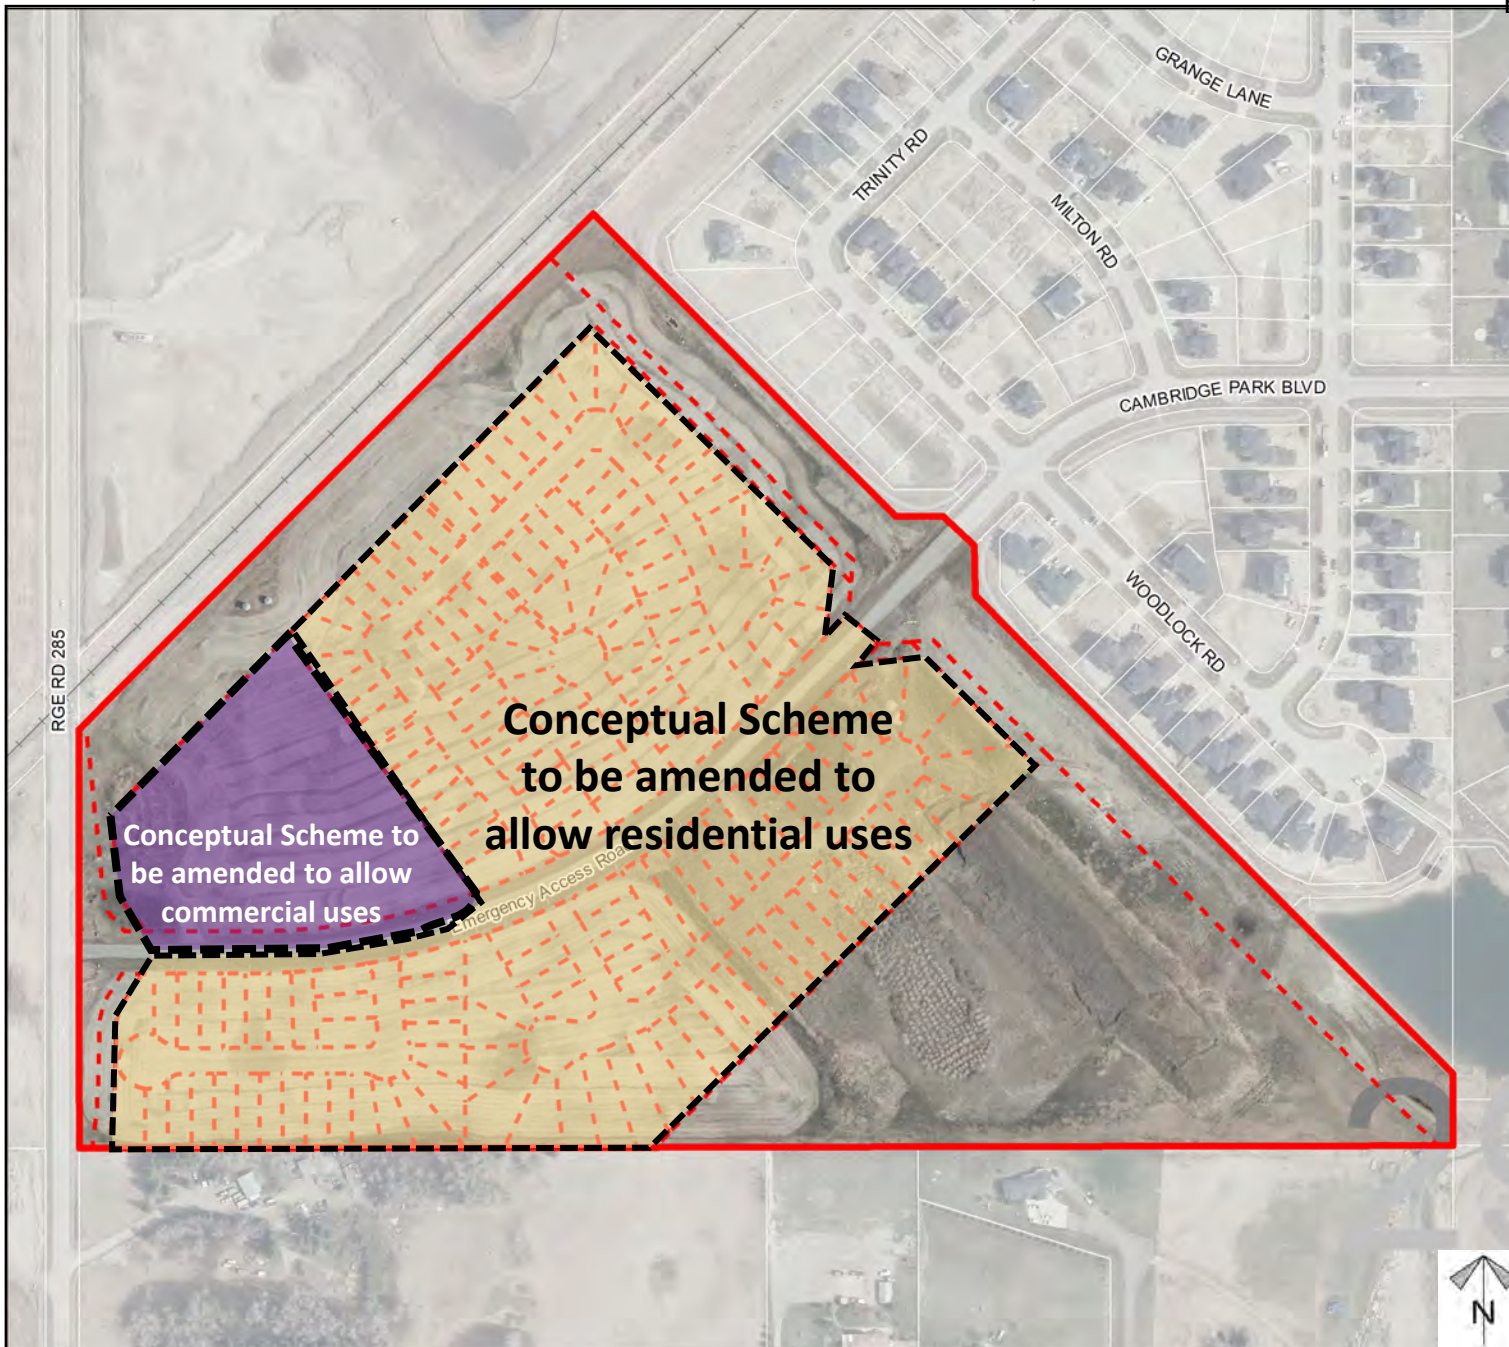 GRANGE LANE
TRINITY RD
MILTON RD
CAMBRIDGE PARK BLVD
WOODLOCK RD
RGE RD 285
Conceptual Scheme
to be amended to
allow residential uses
Conceptual Scheme to
be amended to allow
commercial uses
Emergency Access Road
N